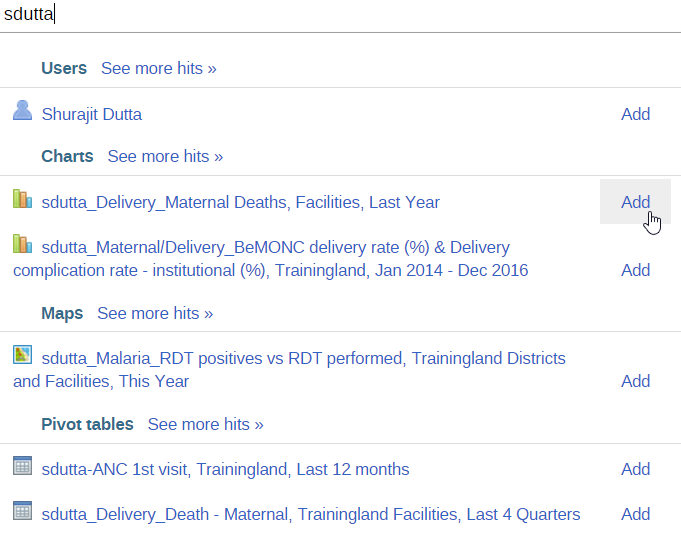 sdutta
Users See more hits »
Shurajit Dutta Add
Charts See more hits »
sdutta_Delivery_Maternal Deaths, Facilities, Last Year Add
sdutta_Maternal/Delivery_BeMONC delivery rate (%) & Delivery
complication rate - institutional (%), Trainingland, Jan 2014 - Dec 2016 Add
Maps See more hits »
sdutta_Malaria_RDT positives vs RDT performed, Trainingland Districts
and Facilities, This Year Add
Pivot tables See more hits »
sdutta-ANC 1st visit, Trainingland, Last 12 months Add
sdutta_Delivery_Death - Maternal, Trainingland Facilities, Last 4 Quarters Add